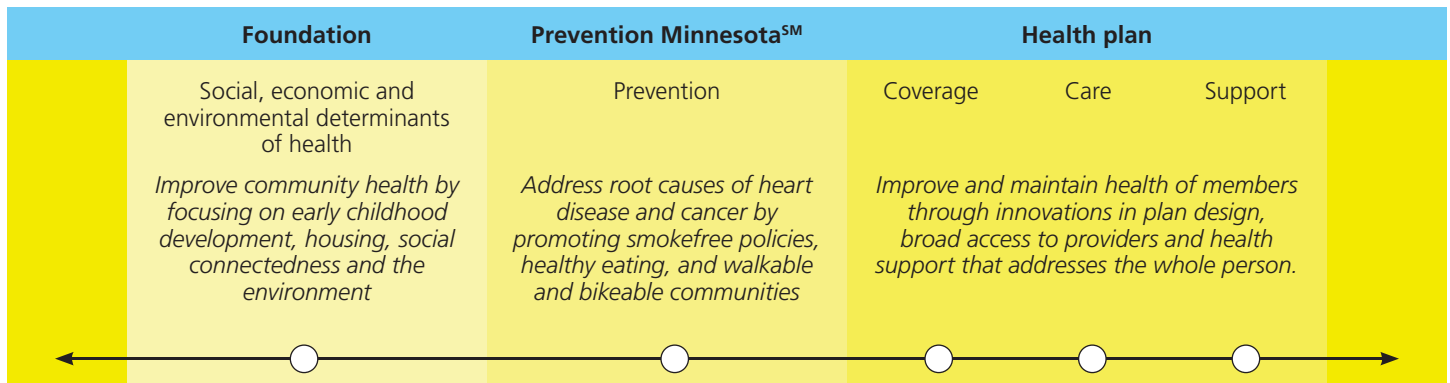 Foundation
Prevention Minnesota℠
Health plan
Social, economic and
environmental determinants
of health
Improve community health by
focusing on early childhood
development, housing, social
connectedness and the
environment
Prevention
Address root causes of heart
disease and cancer by
promoting smokefree policies,
healthy eating, and walkable
and bikeable communities
Coverage
Care
Support
Improve and maintain health of members
through innovations in plan design,
broad access to providers and health
support that addresses the whole person.